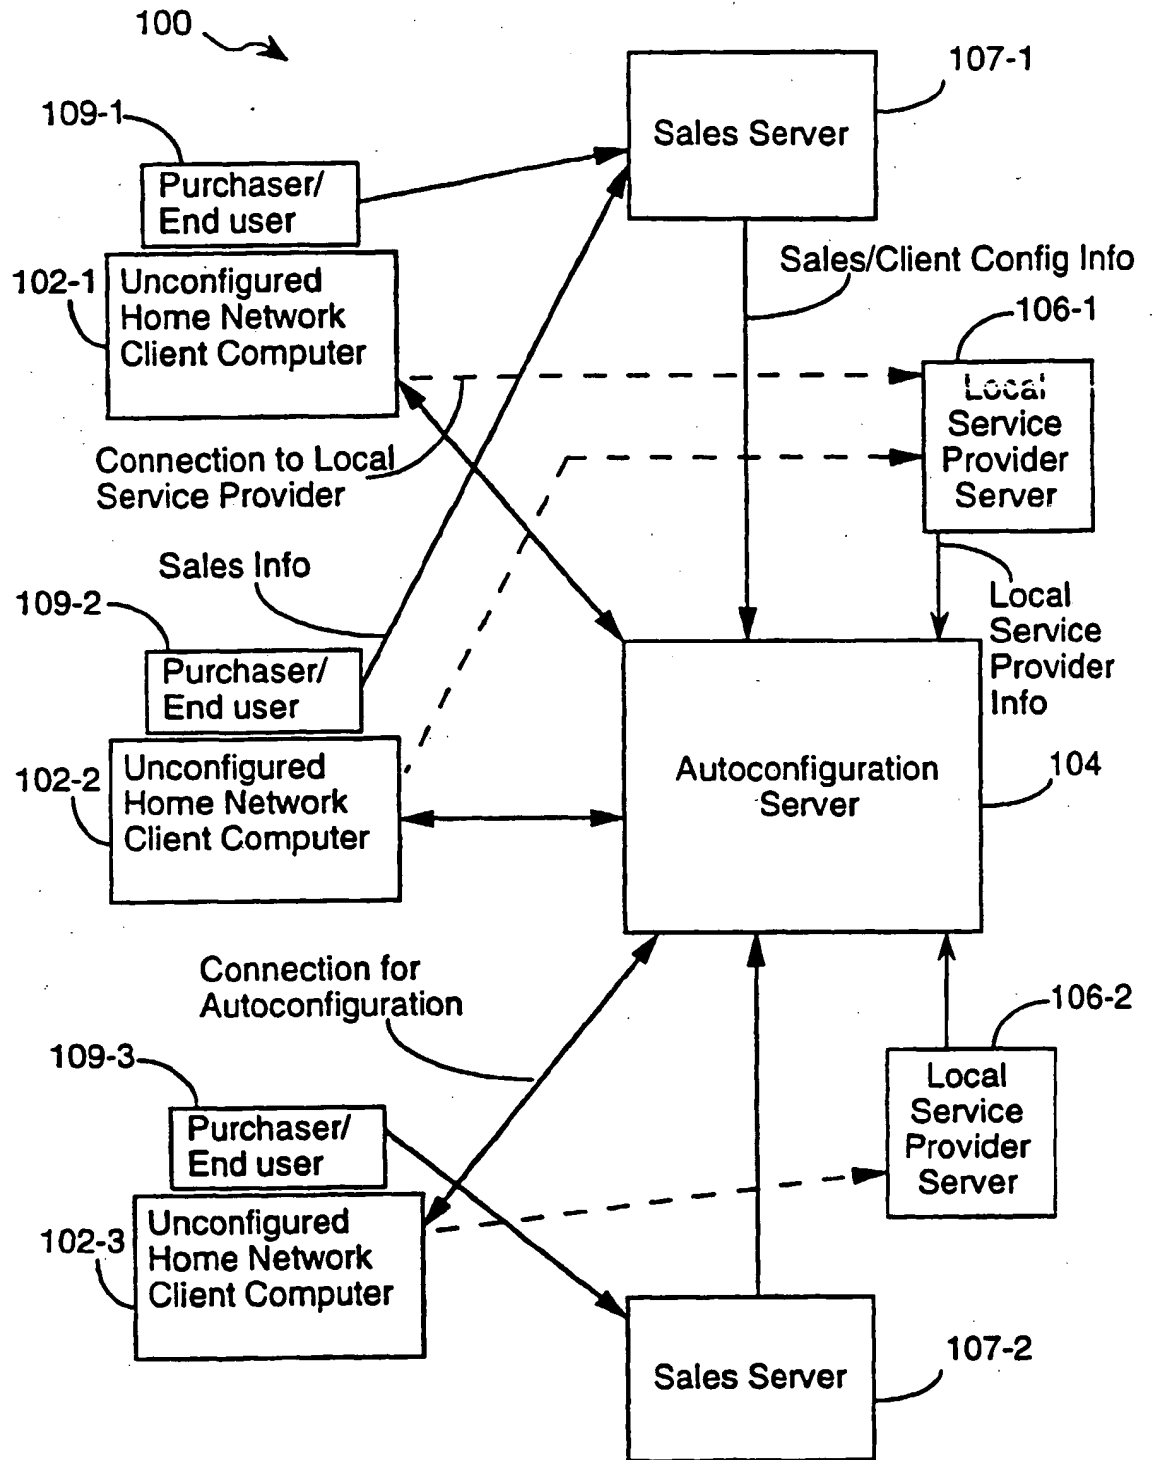 100
107-1
109-1
Sales Server
Purchaser/
End user
Sales/Client Config Info
102-1
Unconfigured
Home Network
Client Computer
106-1
Local
Service
Provider
Server
Connection to Local
Service Provider
Sales Info
109-2
Local
Service
Provider
Info
Purchaser/
End user
102-2
Unconfigured
Home Network
Client Computer
Autoconfiguration
Server
104
Connection for
Autoconfiguration
106-2
109-3
Local
Service
Provider
Server
Purchaser/
End user
102-3
Unconfigured
Home Network
Client Computer
107-2
Sales Server